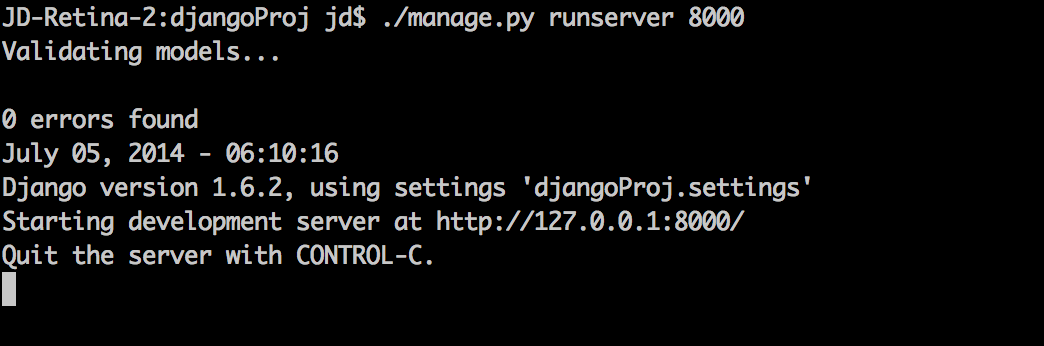 JD-Retina-2:djangoProj jd$ ./manage.py runserver 8000
Validating models...
0 errors found
July 05, 2014 - 06:10:16
Django version 1.6.2, using settings 'djangoProj.settings'
Starting development server at http://127.0.0.1:8000/
Quit the server with CONTROL-C.